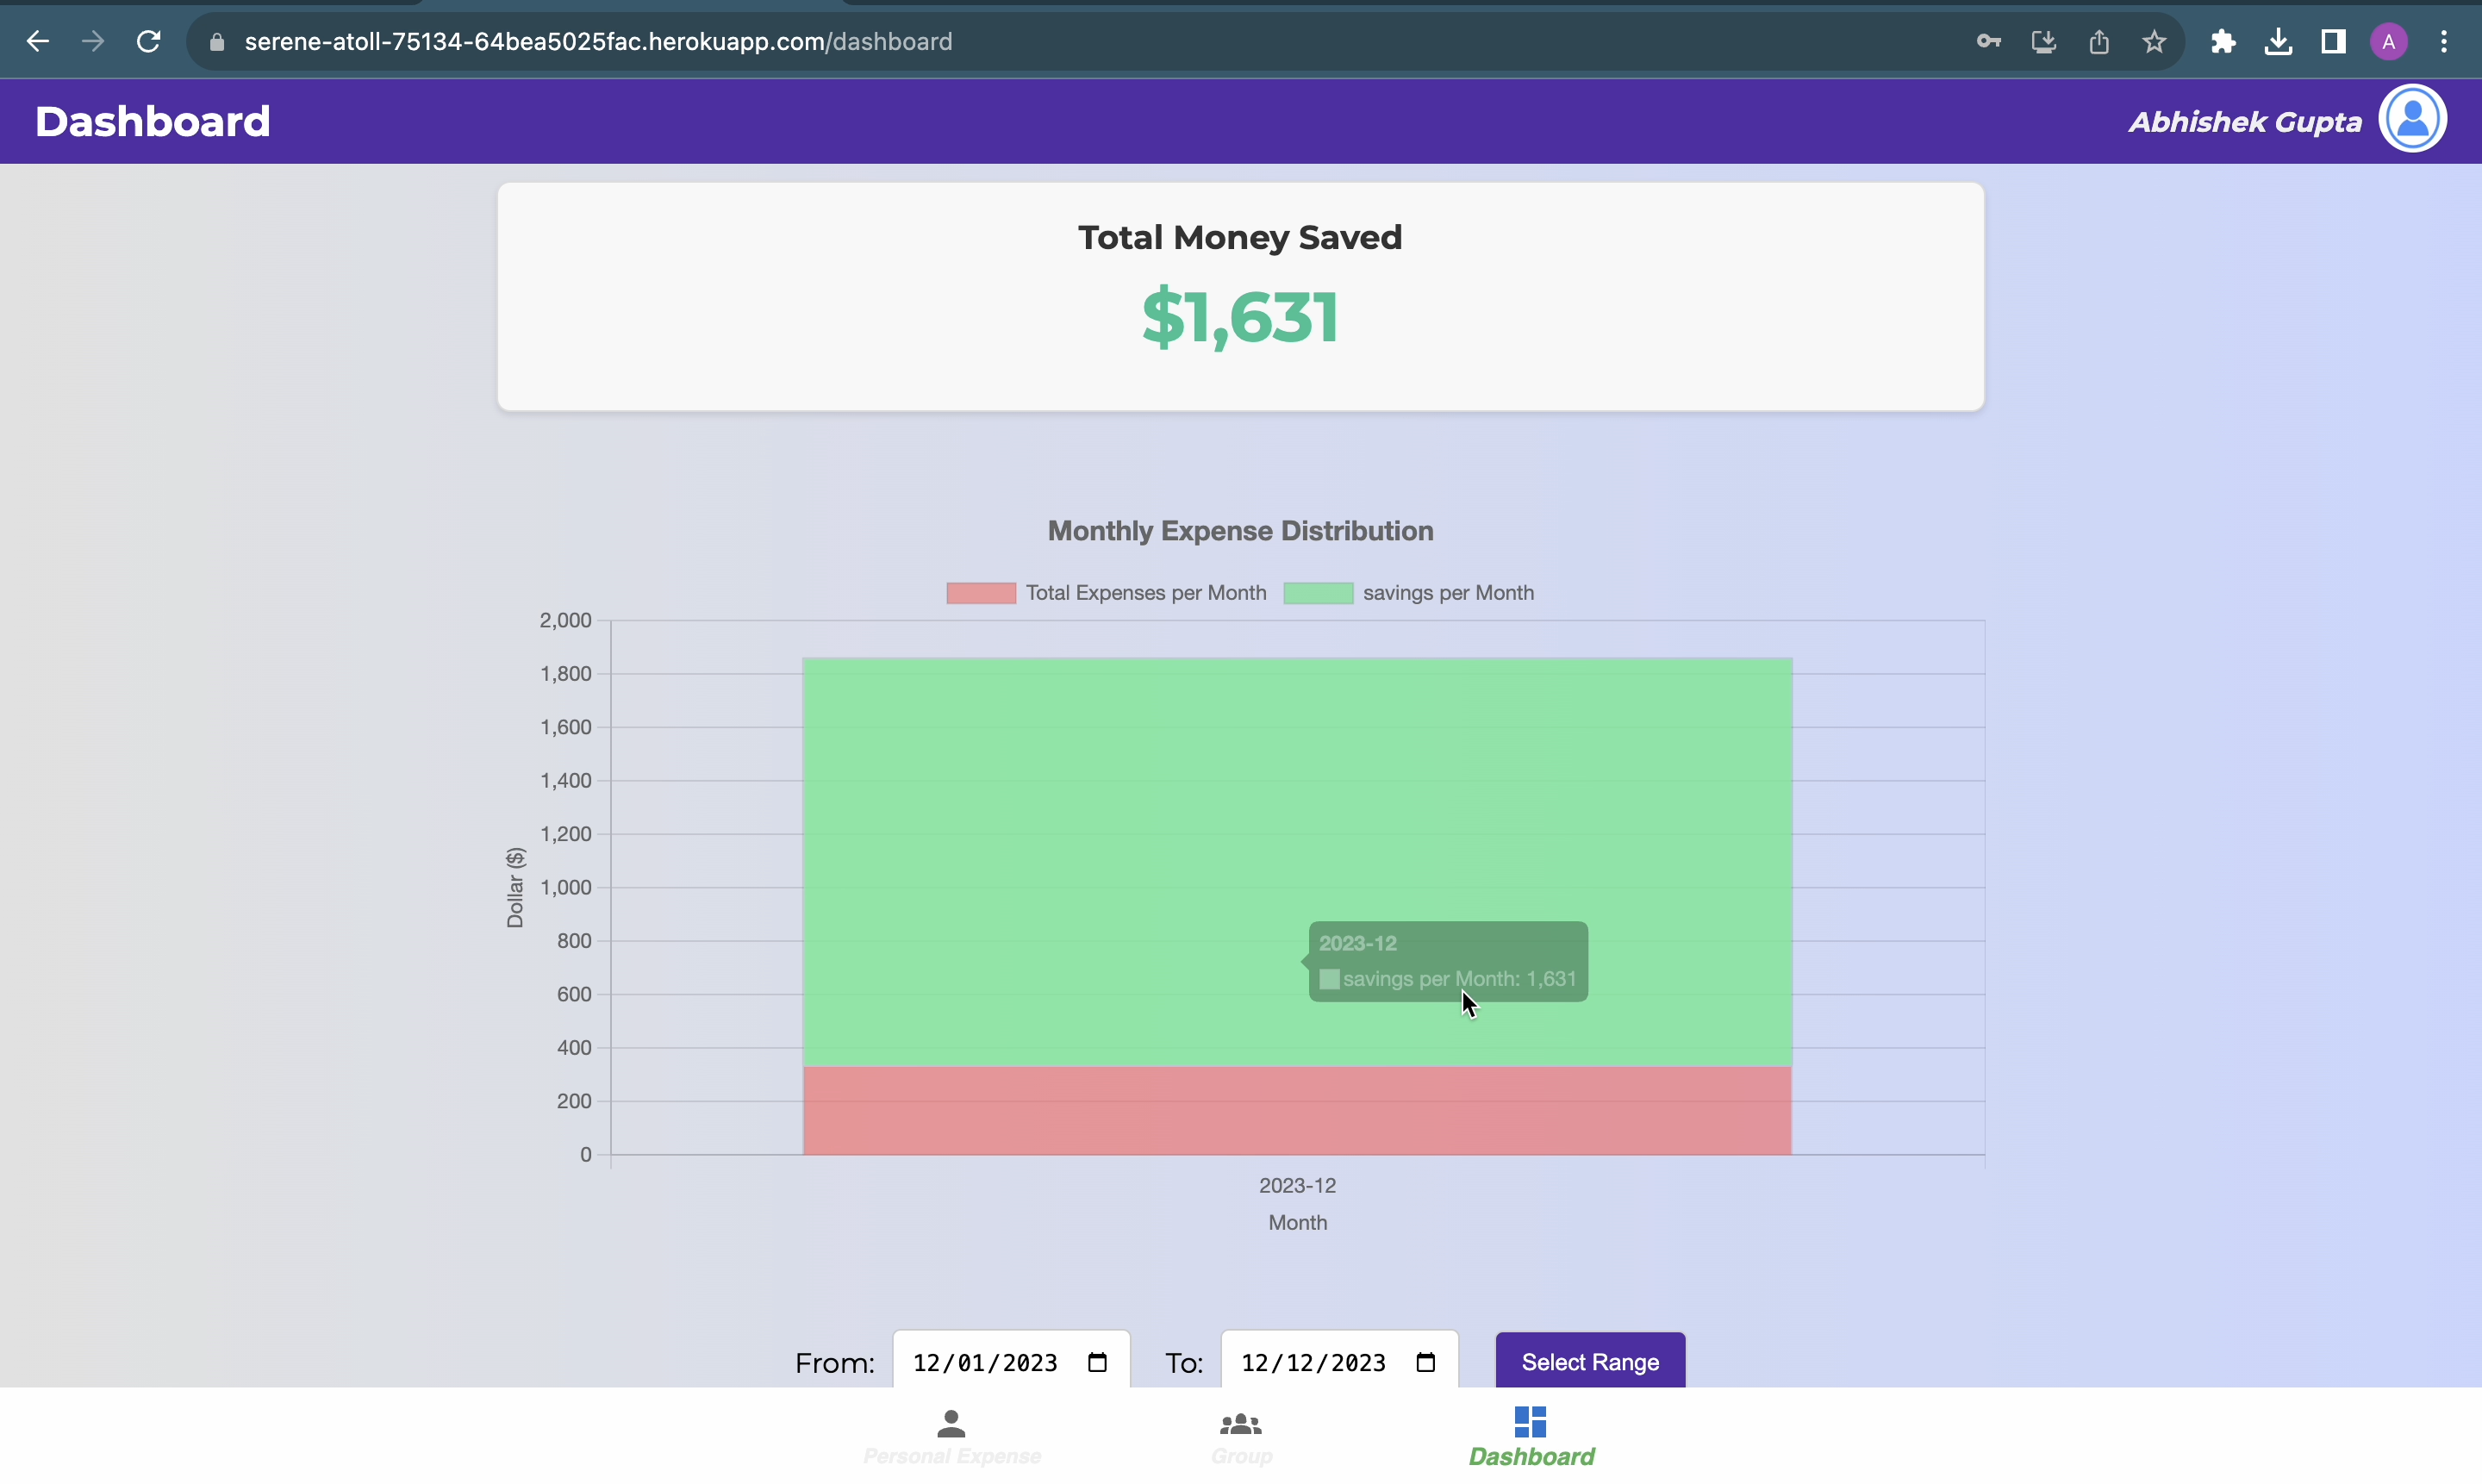 serene-atoll-75134-64bea5025fac.herokuapp.com/dashboard
A
Dashboard
Abhishek Gupta
Total Money Saved
$1,631
Monthly Expense Distribution
Total Expenses per Month
savings per Month
2,000
1,800
1,600
1,400
1,200
1,000
800
600
400
200
0
Dollar ($)
2023-12
savings per Month: 1,631
2023-12
Month
From: 12/01/2023 To: 12/12/2023 Select Range
Personal Expense
Group
Dashboard